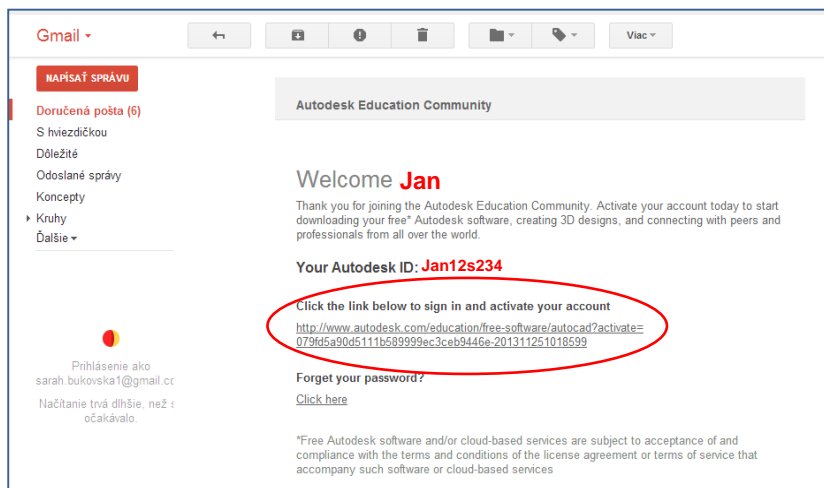 Gmail
Viac
NAPÍSAŤ SPRÁVU
Doručená pošta (6)
S hviezdičkou
Dôležité
Odoslané správy
Koncepty
Kruhy
Ďalšie
Prihlásenie ako
sarah.bukovska1@gmail.cc
Načítanie trvá dlhšie, než s
očakávalo.
Autodesk Education Community
Welcome Jan
Thank you for joining the Autodesk Education Community. Activate your account today to start
downloading your free* Autodesk software, creating 3D designs, and connecting with peers and
professionals from all over the world.
Your Autodesk ID: Jan12s234
Click the link below to sign in and activate your account
http://www.autodesk.com/education/free-software/autocad?activate=
079fd5a90d5111b589999ec3ceb9446e-201311251018599
Forget your password?
Click here
*Free Autodesk software and/or cloud-based services are subject to acceptance of and
compliance with the terms and conditions of the license agreement or terms of service that
accompany such software or cloud-based services